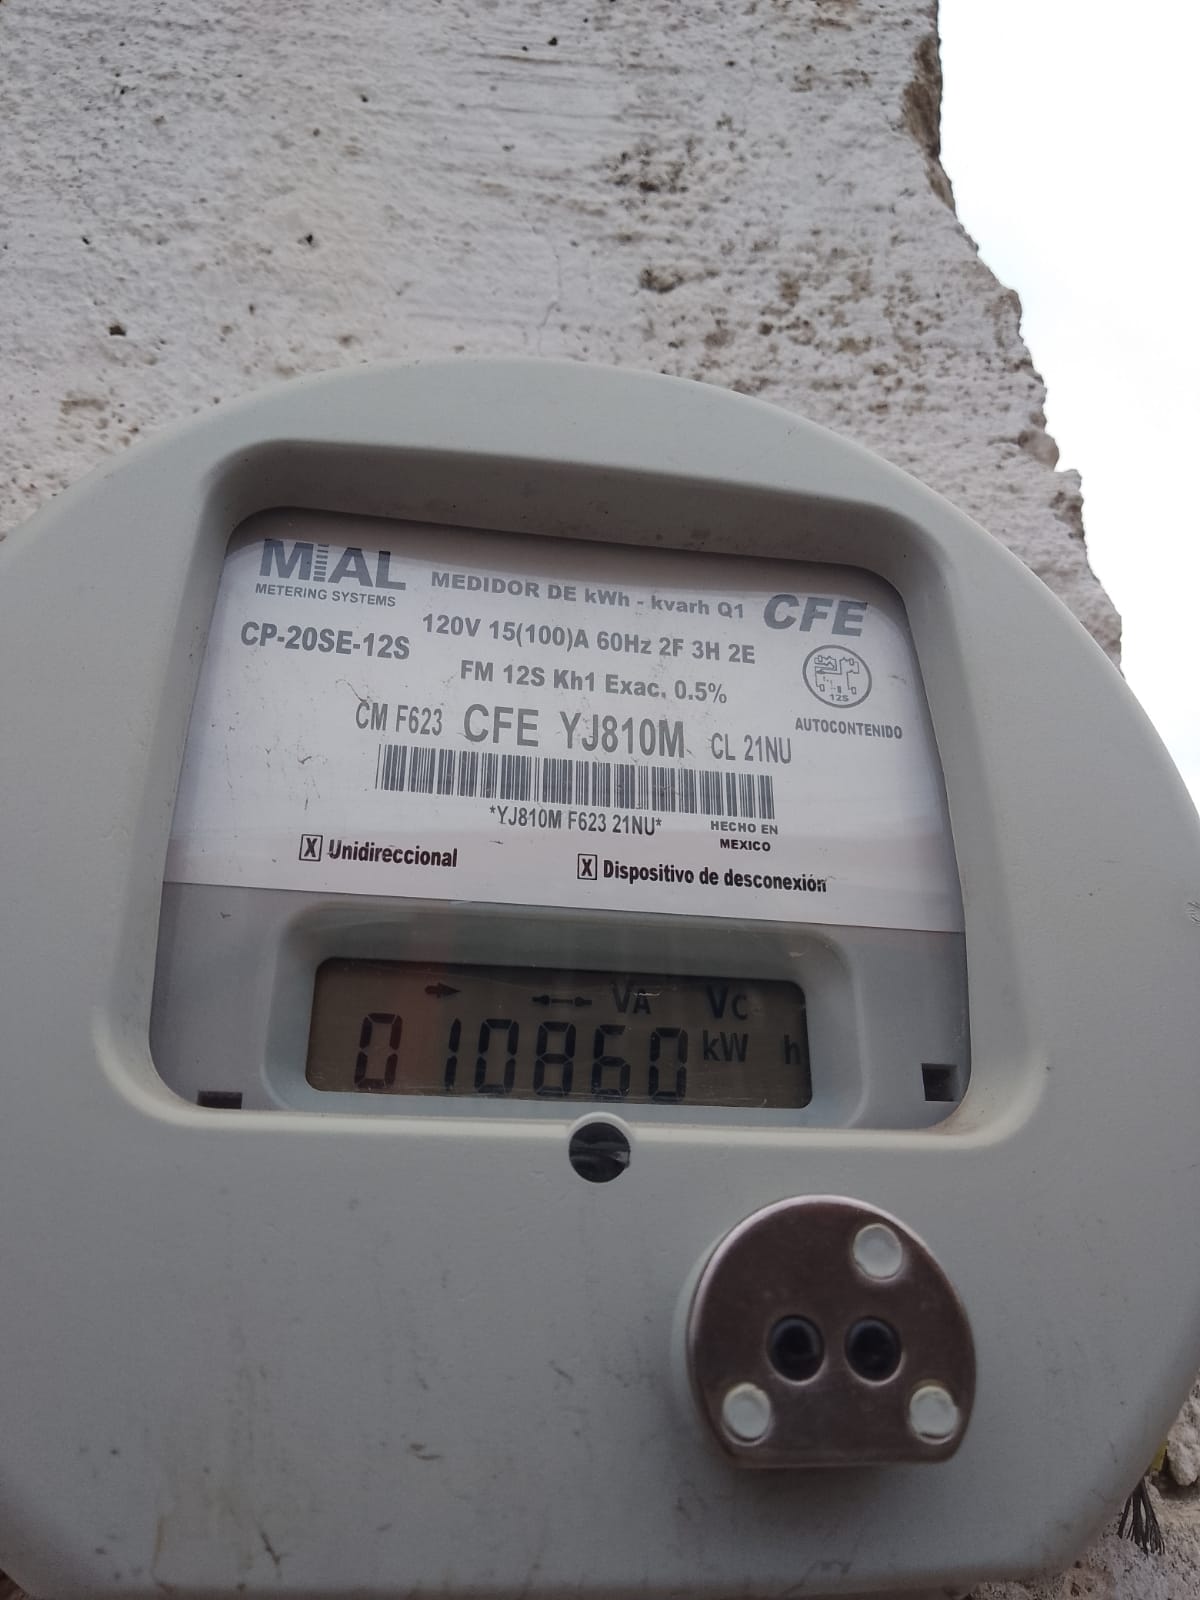 MIAL
METERING SYSTEMS
MEDIDOR DE kWh - kvarh Q1
CFE
CP-20SE-12S
120V 15(100)A 60Hz 2F 3H 2E
FM 12S Kh1 Exac. 0.5%
12S
AUTOCONTENIDO
CM F623 CFE YJ810M CL 21NU
*YJ810M F623 21NU*
HECHO EN
MEXICO
X Unidireccional
X Dispositivo de desconexión
VA VC
010860 kW h